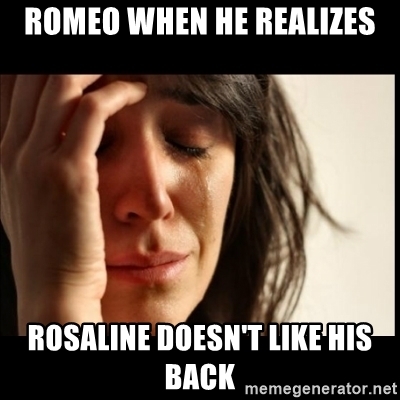 ROMEO WHEN HE REALIZES
ROSALINE DOESN'T LIKE HIS
BACK
memegenerator.net